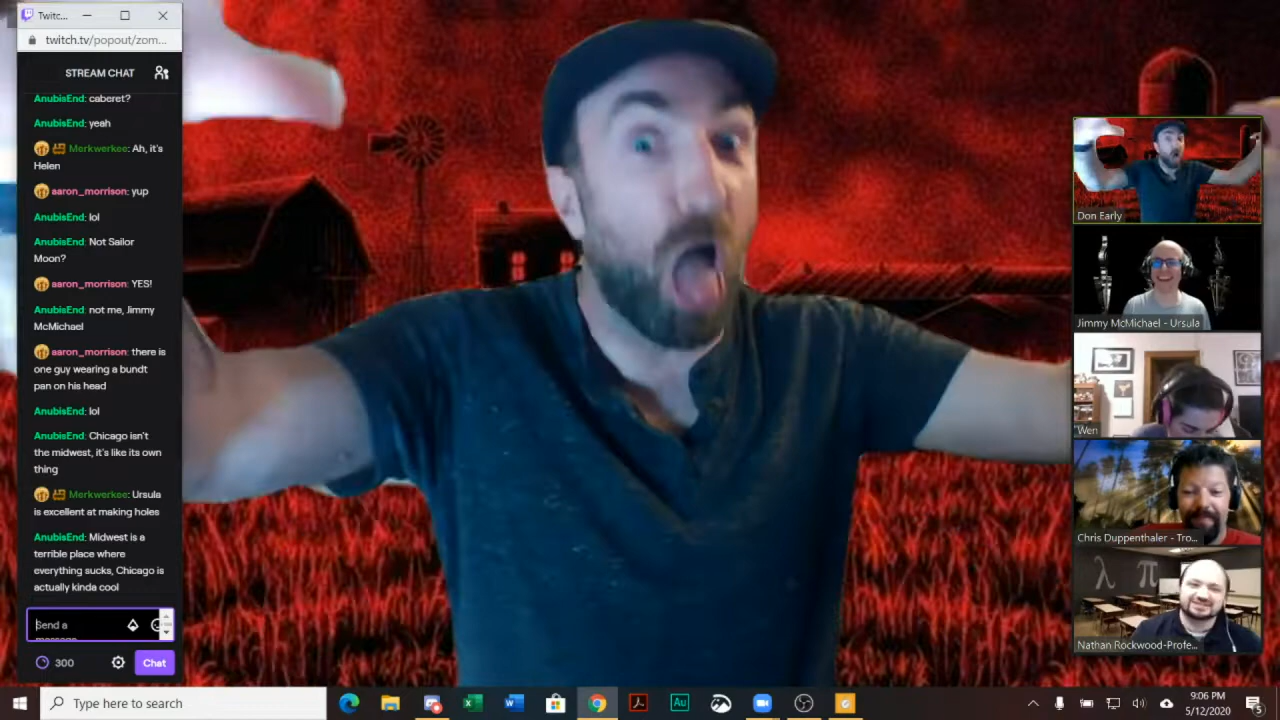 Twitc...
twitch.tv/popout/zom...
STREAM CHAT
AnubisEnd: caberet?
AnubisEnd: yeah
Merkwerkee: Ah, it's
Helen
aaron_morrison: yup
AnubisEnd: lol
AnubisEnd: Not Sailor
Moon?
aaron_morrison: YES!
AnubisEnd: not me, Jimmy
McMichael
aaron_morrison: there is
one guy wearing a bundt
pan on his head
AnubisEnd: lol
AnubisEnd: Chicago isn't
the midwest, it's like its own
thing
Merkwerkee: Ursula
is excellent at making holes
AnubisEnd: Midwest is a
terrible place where
everything sucks, Chicago is
actually kinda cool
Send a
message
300
Chat
Don Early
Jimmy McMichael - Ursula
"Wen
Chris Duppenthaler - Tro...
λ π
Nathan Rockwood-Profe...
Type here to search
Au
9:06 PM
5/12/2020
5